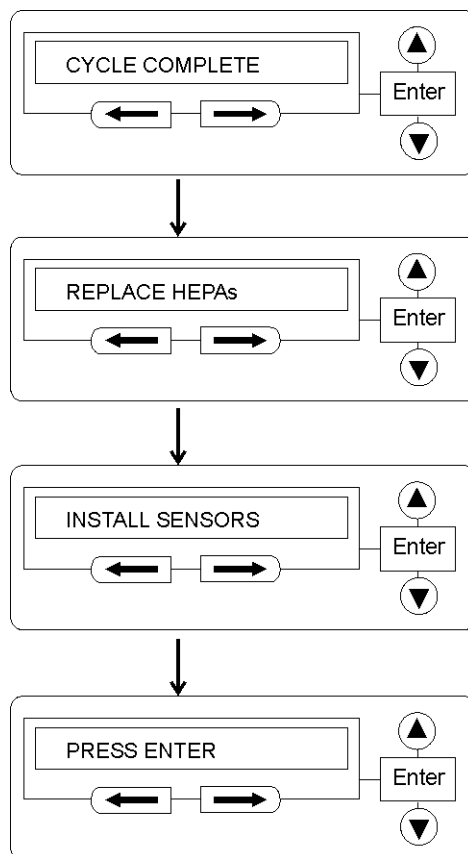 CYCLE COMPLETE
Enter
REPLACE HEPAs
Enter
INSTALL SENSORS
Enter
PRESS ENTER
Enter